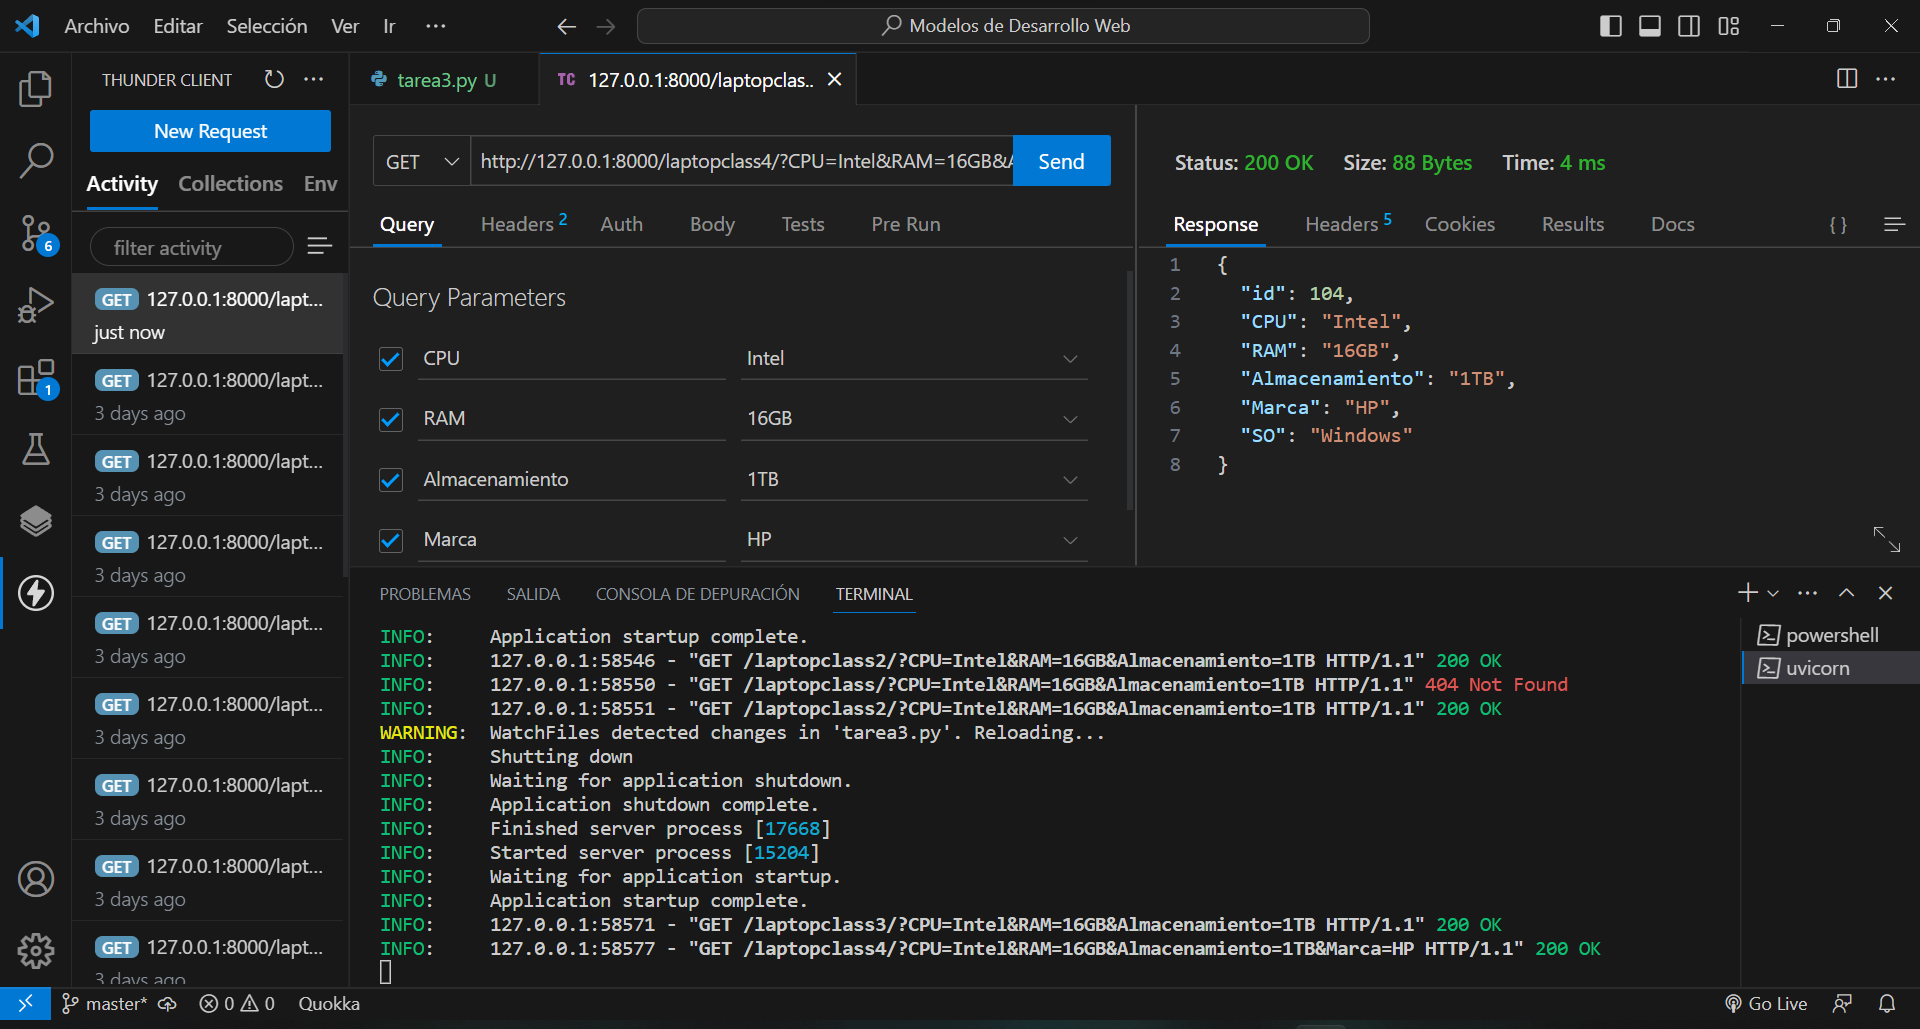 Archivo Editar Selección Ver Ir ···
Modelos de Desarrollo Web
THUNDER CLIENT
New Request
Activity Collections Env
filter activity
GET 127.0.0.1:8000/lapt...
just now
GET 127.0.0.1:8000/lapt...
3 days ago
GET 127.0.0.1:8000/lapt...
3 days ago
GET 127.0.0.1:8000/lapt...
3 days ago
GET 127.0.0.1:8000/lapt...
3 days ago
GET 127.0.0.1:8000/lapt...
3 days ago
GET 127.0.0.1:8000/lapt...
3 days ago
GET 127.0.0.1:8000/lapt...
3 days ago
GET 127.0.0.1:8000/lapt...
3 days ago
6
1
tarea3.py U
TC 127.0.0.1:8000/laptopclas..
GET http://127.0.0.1:8000/laptopclass4/?CPU=Intel&RAM=16GB&A Send
Query Headers 2 Auth Body Tests Pre Run
Query Parameters
CPU Intel
RAM 16GB
Almacenamiento 1TB
Marca HP
Status: 200 OK Size: 88 Bytes Time: 4 ms
Response Headers 5 Cookies Results Docs { }
1 {
2 "id": 104,
3 "CPU": "Intel",
4 "RAM": "16GB",
5 "Almacenamiento": "1TB",
6 "Marca": "HP",
7 "SO": "Windows"
8 }
PROBLEMAS SALIDA CONSOLA DE DEPURACIÓN TERMINAL
INFO: Application startup complete.
INFO: 127.0.0.1:58546 - "GET /laptopclass2/?CPU=Intel&RAM=16GB&Almacenamiento=1TB HTTP/1.1" 200 OK
INFO: 127.0.0.1:58550 - "GET /laptopclass/?CPU=Intel&RAM=16GB&Almacenamiento=1TB HTTP/1.1" 404 Not Found
INFO: 127.0.0.1:58551 - "GET /laptopclass2/?CPU=Intel&RAM=16GB&Almacenamiento=1TB HTTP/1.1" 200 OK
WARNING: WatchFiles detected changes in 'tarea3.py'. Reloading...
INFO: Shutting down
INFO: Waiting for application shutdown.
INFO: Application shutdown complete.
INFO: Finished server process [17668]
INFO: Started server process [15204]
INFO: Waiting for application startup.
INFO: Application startup complete.
INFO: 127.0.0.1:58571 - "GET /laptopclass3/?CPU=Intel&RAM=16GB&Almacenamiento=1TB HTTP/1.1" 200 OK
INFO: 127.0.0.1:58577 - "GET /laptopclass4/?CPU=Intel&RAM=16GB&Almacenamiento=1TB&Marca=HP HTTP/1.1" 200 OK
powershell
uvicorn
master* 0 0 Quokka Go Live